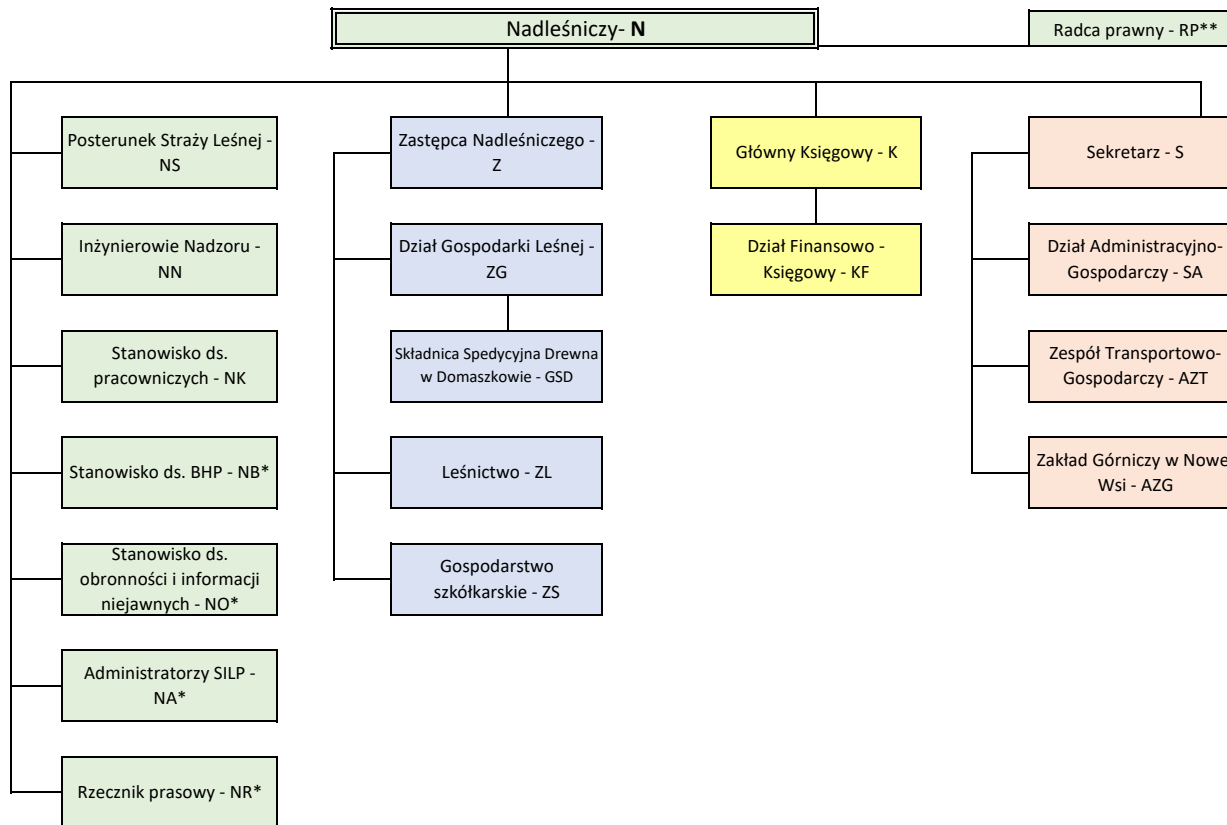 Nadleśniczy- N
Radca prawny - RP**
Posterunek Straży Leśnej -
NS
Inżynierowie Nadzoru -
NN
Stanowisko ds.
pracowniczych - NK
Stanowisko ds. BHP - NB*
Stanowisko ds.
obronności i informacji
niejawnych - NO*
Administratorzy SILP -
NA*
Rzecznik prasowy - NR*
Zastępca Nadleśniczego -
Z
Dział Gospodarki Leśnej -
ZG
Składnica Spedycyjna Drewna
w Domaszkowie - GSD
Leśnictwo - ZL
Gospodarstwo
szkółkarskie - ZS
Główny Księgowy - K
Dział Finansowo -
Księgowy - KF
Sekretarz - S
Dział Administracyjno-
Gospodarczy - SA
Zespół Transportowo-
Gospodarczy - AZT
Zakład Górniczy w Nowe
Wsi - AZG